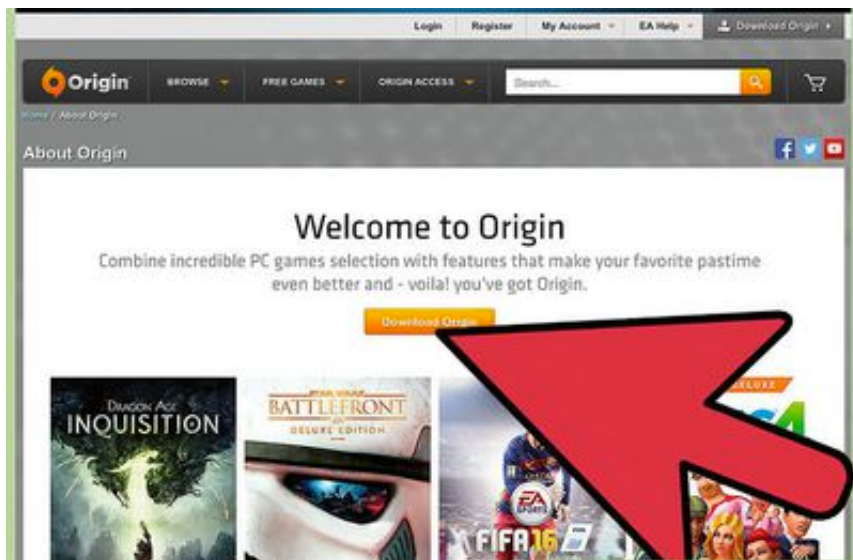 Login Register My Account EA Help Download Origin
Origin BROWSE FREE GAMES ORIGIN ACCESS Search...
Home / About Origin
About Origin
Welcome to Origin
Combine incredible PC games selection with features that make your favorite pastime
even better and - voila! you've got Origin.
Download Origin
DRAGON AGE
INQUISITION
STAR WARS
BATTLEFRONT
DELUXE EDITION
EA
SPORTS
FIFA 16
DELUXE
4